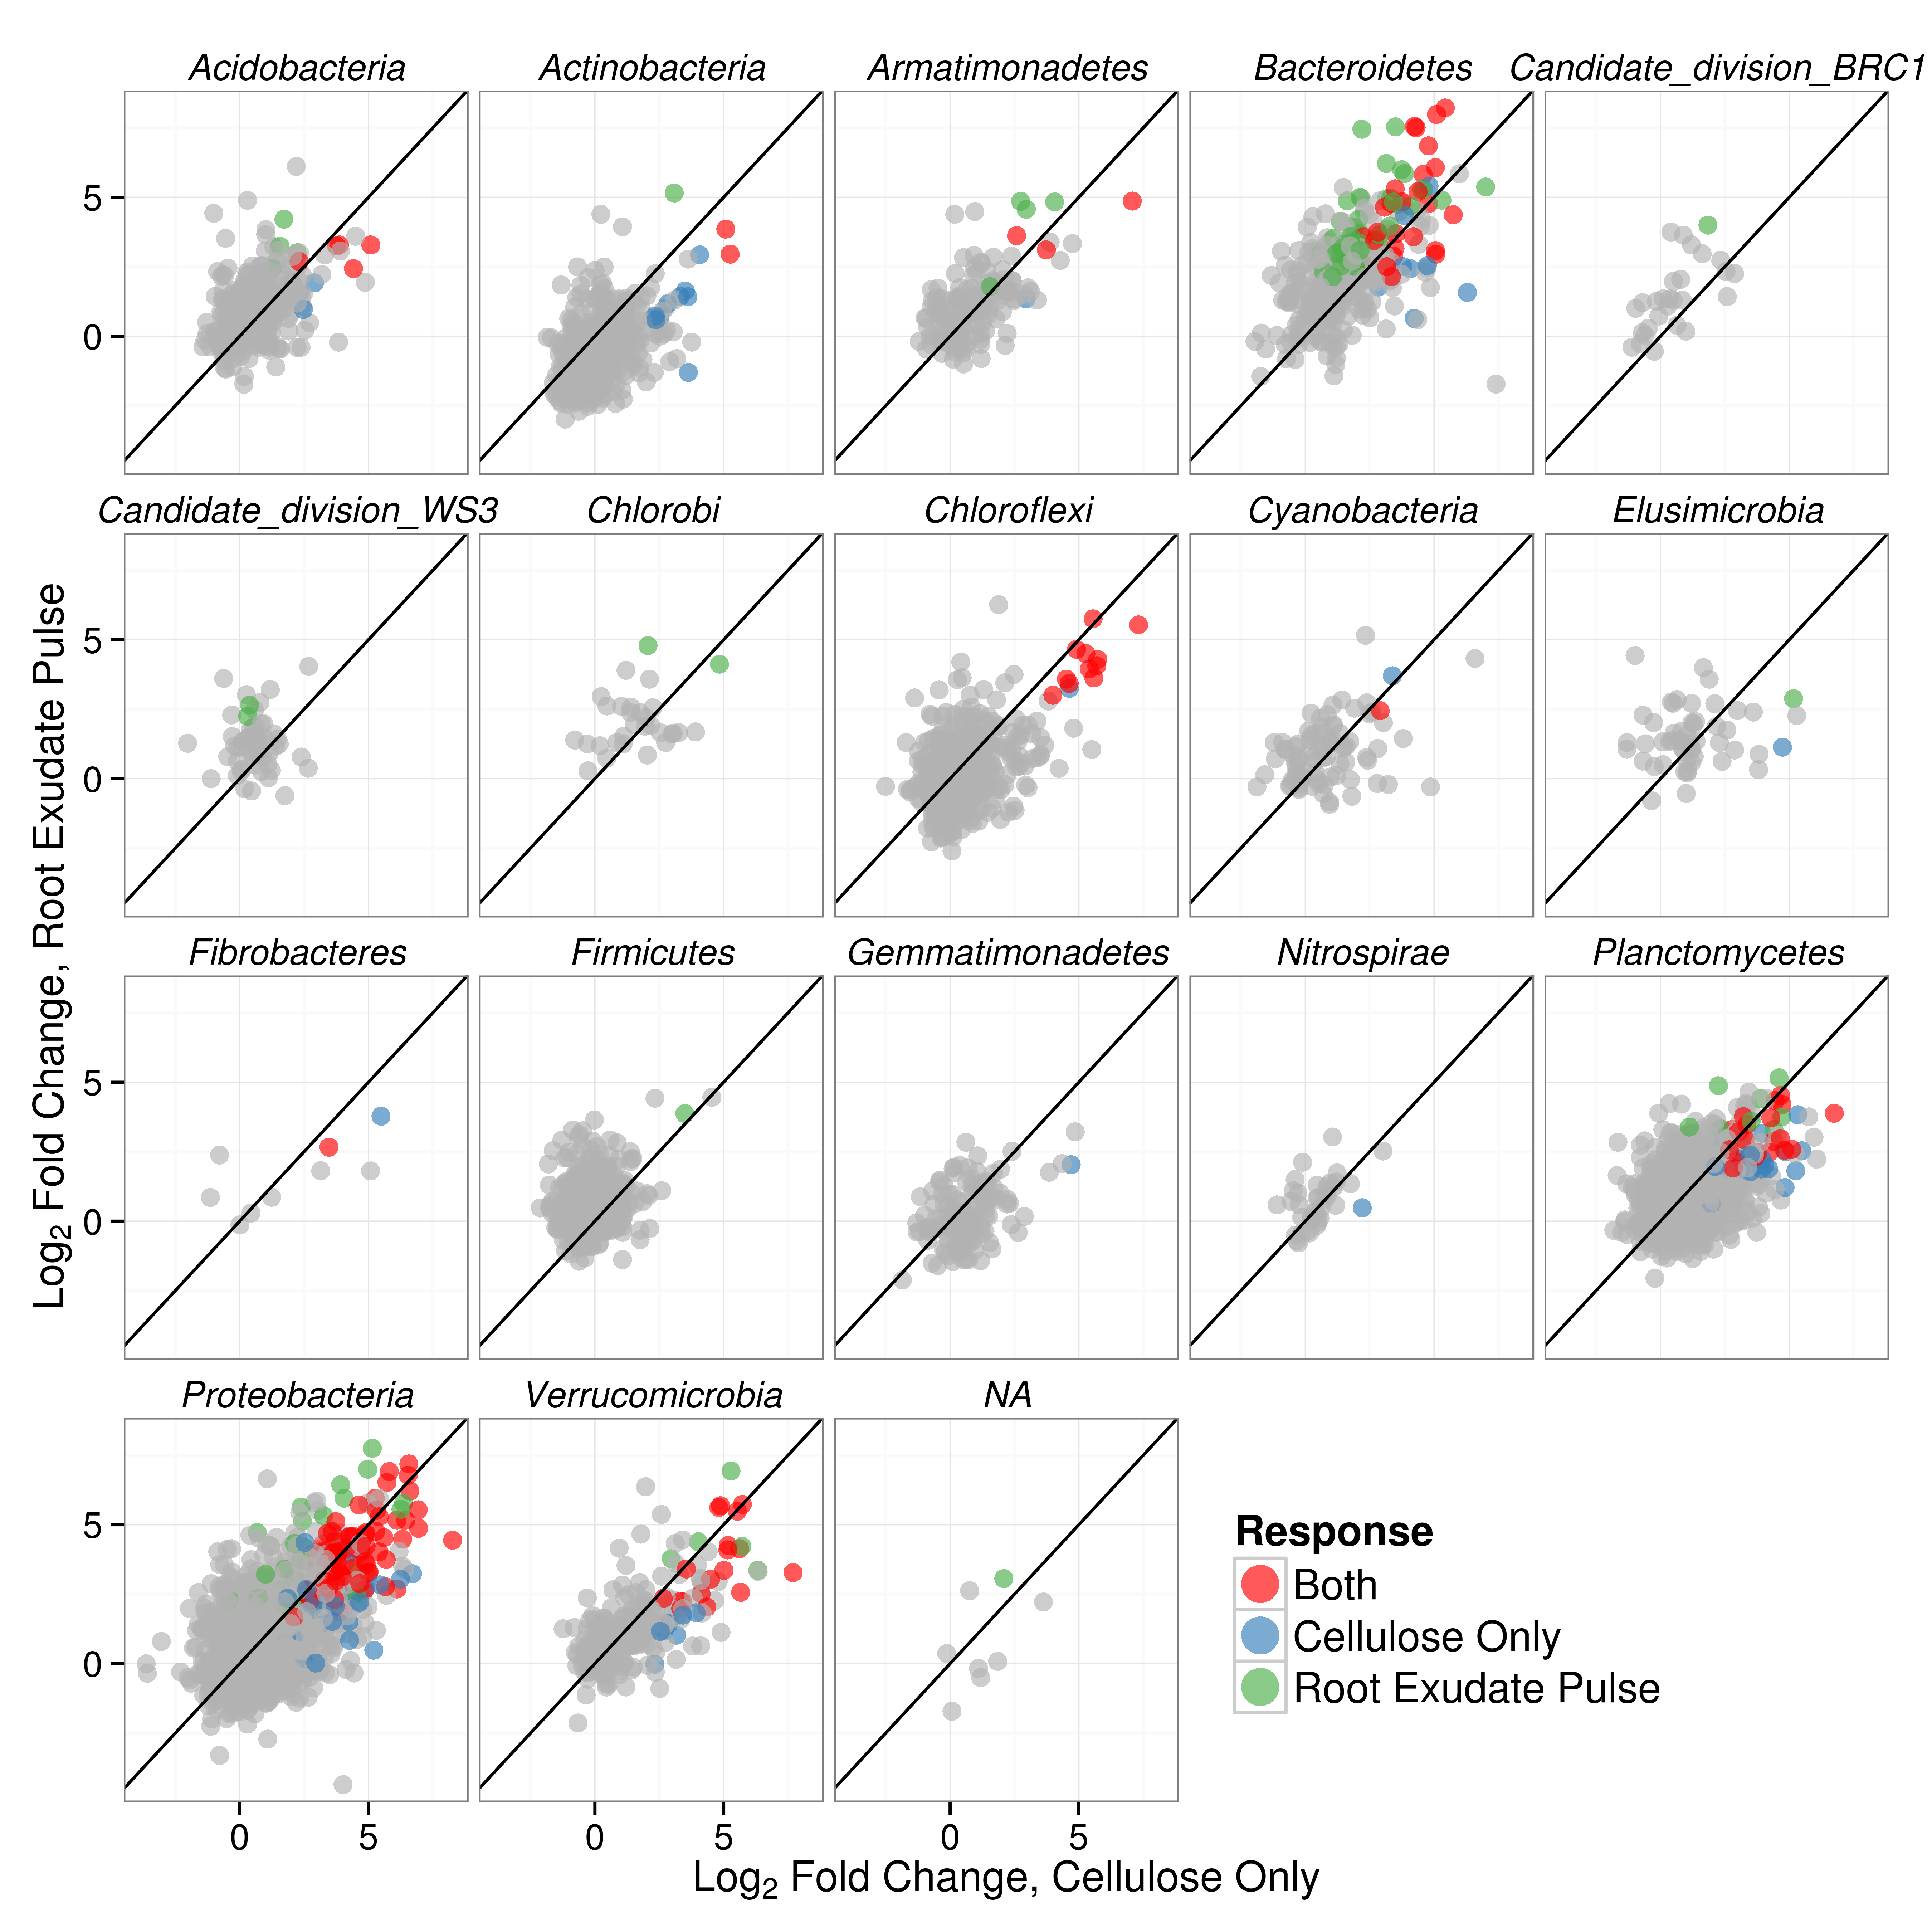 Acidobacteria Actinobacteria Armatimonadetes Bacteroidetes Candidate_division_BRC1
5
0
Candidate_division_WS3 Chlorobi Chloroflexi Cyanobacteria Elusimicrobia
5
0
Fibrobacteres Firmicutes Gemmatimonadetes Nitrospirae Planctomycetes
5
0
Proteobacteria Verrucomicrobia NA
5
0
0 5 0 5 0 5
Log₂ Fold Change, Root Exudate Pulse
Log₂ Fold Change, Cellulose Only
Response
Both
Cellulose Only
Root Exudate Pulse